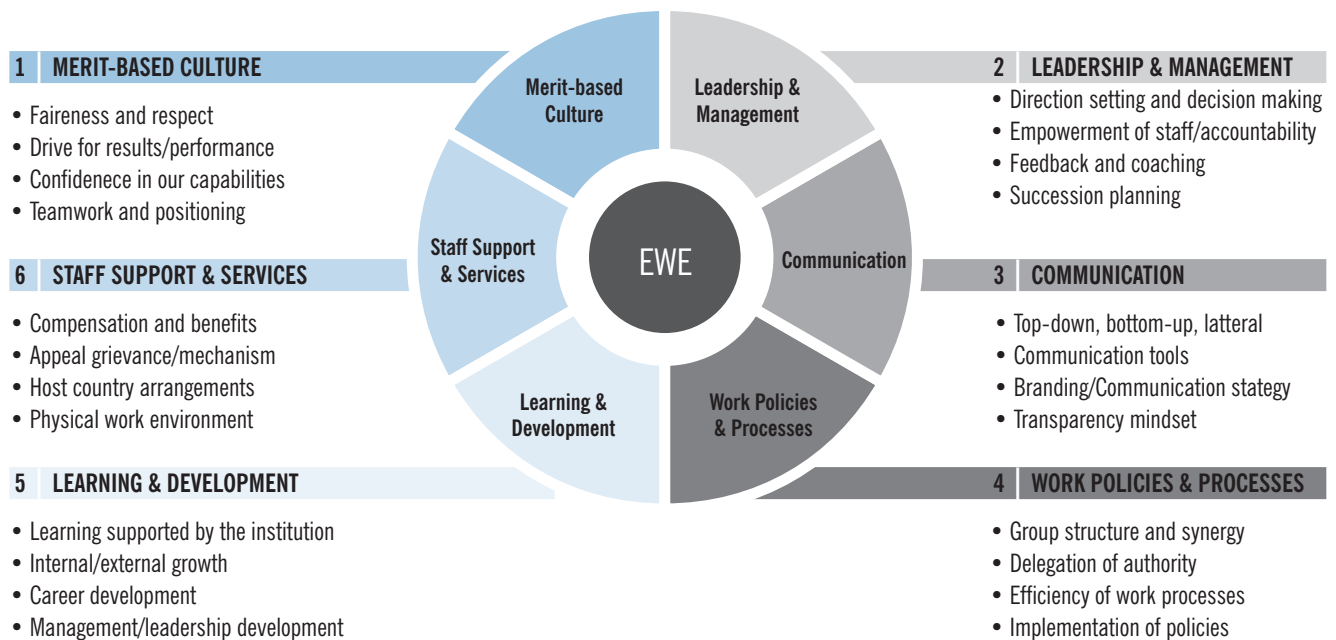 1 MERIT-BASED CULTURE
• Faireness and respect
• Drive for results/performance
• Confidenece in our capabilities
• Teamwork and positioning
6 STAFF SUPPORT & SERVICES
• Compensation and benefits
• Appeal grievance/mechanism
• Host country arrangements
• Physical work environment
5 LEARNING & DEVELOPMENT
• Learning supported by the institution
• Internal/external growth
• Career development
• Management/leadership development
Merit-based
Culture
Leadership &
Management
Staff Support
& Services
EWE
Communication
Learning &
Development
Work Policies
& Processes
2 LEADERSHIP & MANAGEMENT
• Direction setting and decision making
• Empowerment of staff/accountability
• Feedback and coaching
• Succession planning
3 COMMUNICATION
• Top-down, bottom-up, latteral
• Communication tools
• Branding/Communication stategy
• Transparency mindset
4 WORK POLICIES & PROCESSES
• Group structure and synergy
• Delegation of authority
• Efficiency of work processes
• Implementation of policies